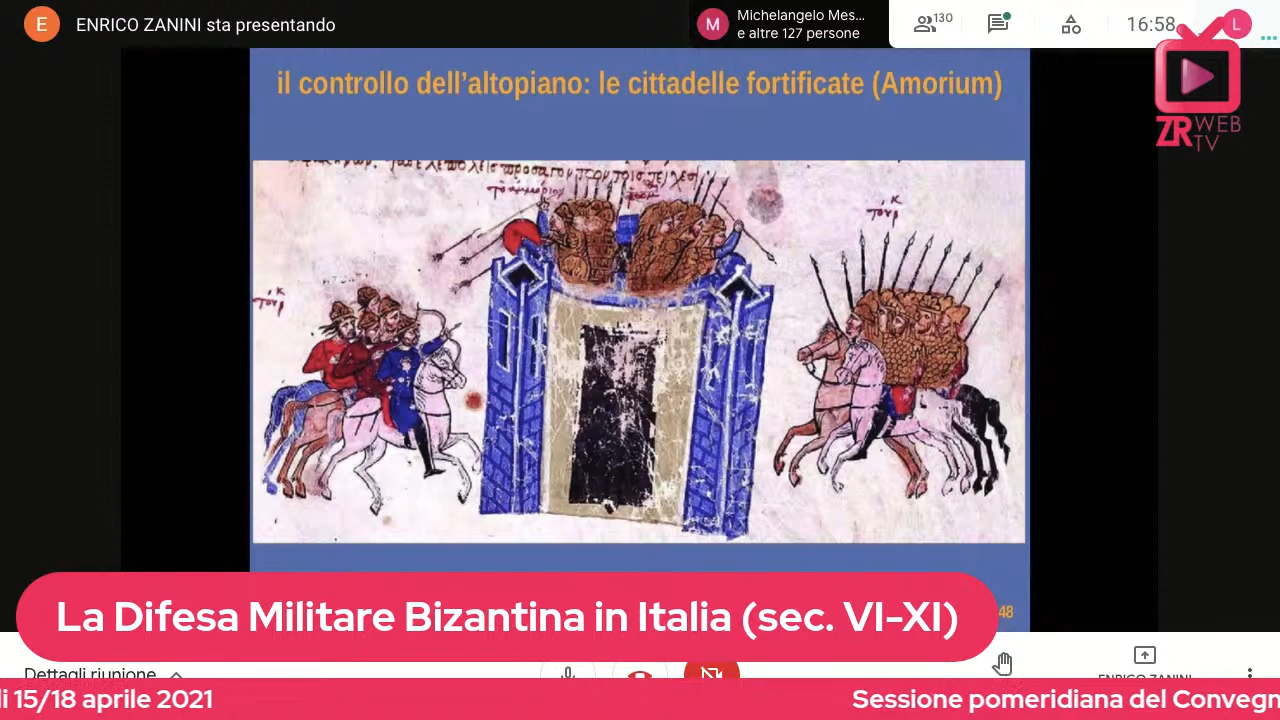 E ENRICO ZANINI sta presentando
M Michelangelo Mes...
e altre 127 persone
130
16:58
L
ZR WEB TV
il controllo dell'altopiano: le cittadelle fortificate (Amorium)
48
La Difesa Militare Bizantina in Italia (sec. VI-XI)
Dettagli riunione
ENRICO ZANINI
li 15/18 aprile 2021
Sessione pomeridiana del Convegn